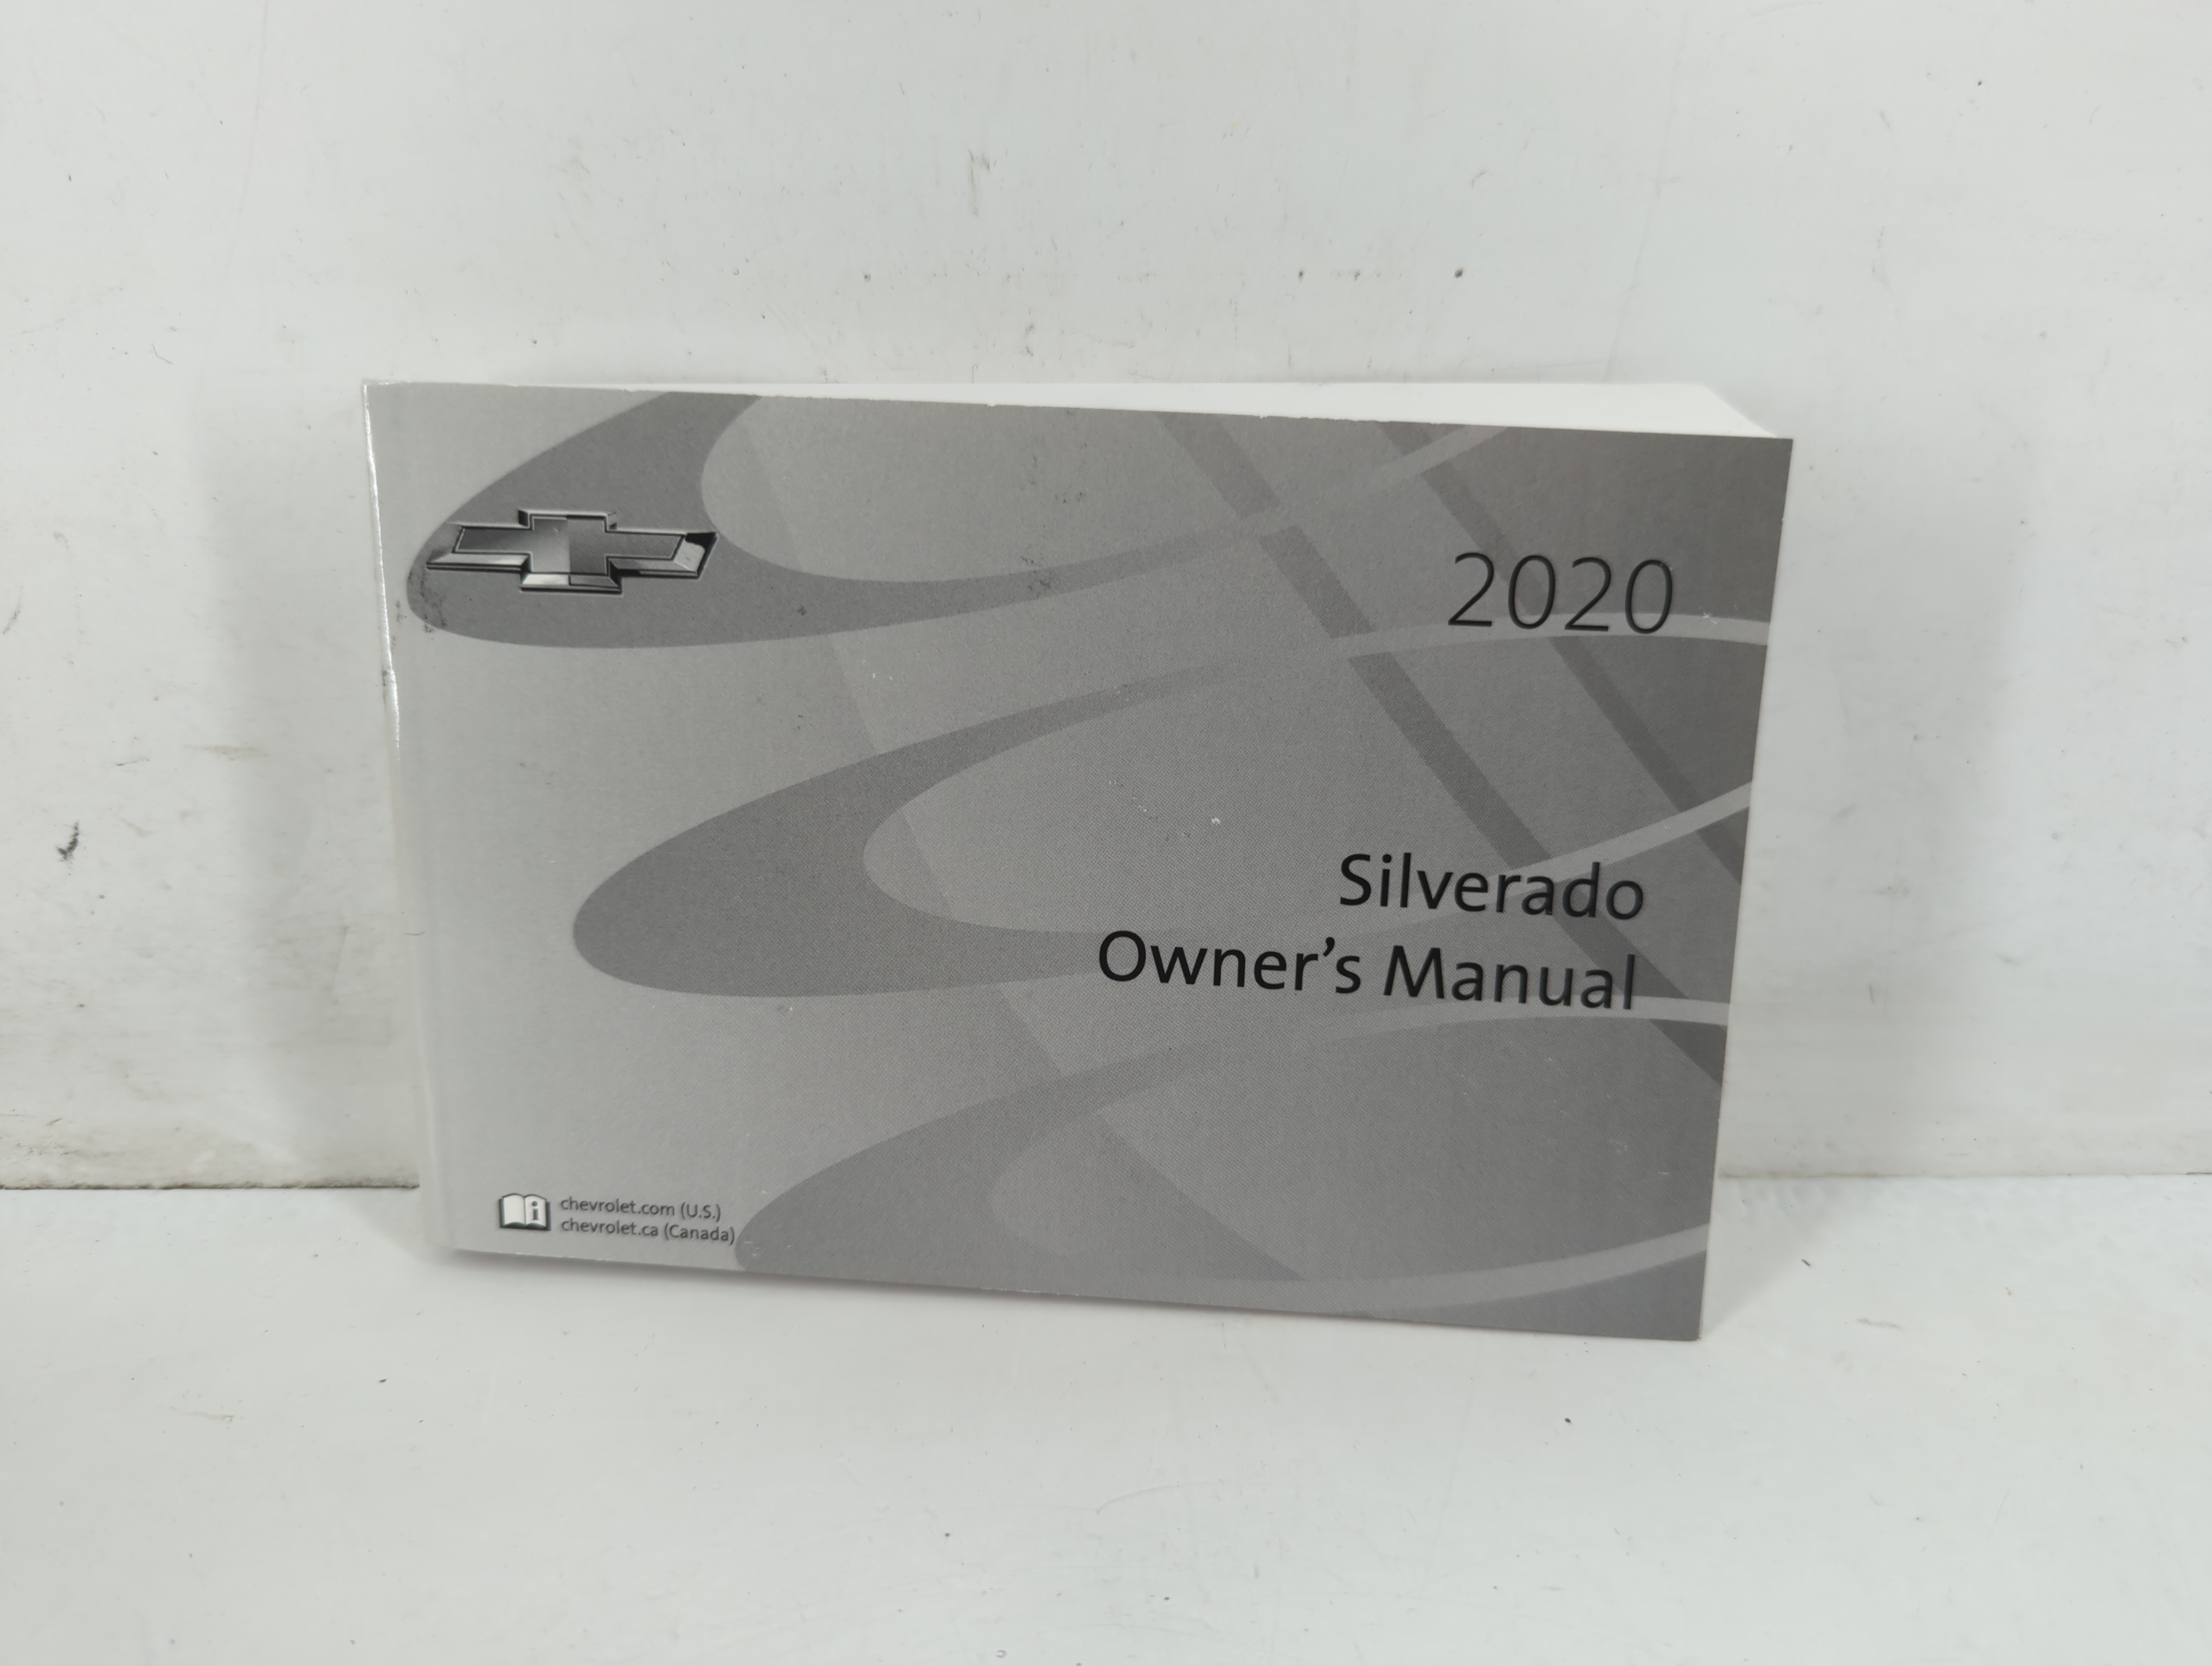 2020
Silverado
Owner’s Manual
i
chevrolet.com (U.S.)
chevrolet.ca (Canada)